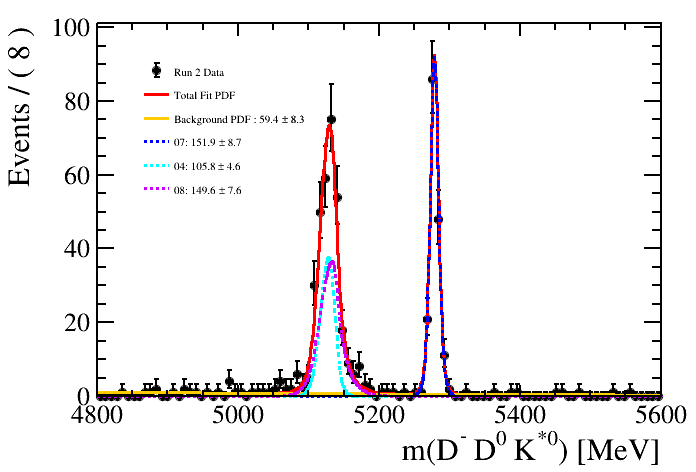 Events / ( 8 )
100
80
60
40
20
0
Run 2 Data
Total Fit PDF
Background PDF : 59.4 ± 8.3
07: 151.9 ± 8.7
04: 105.8 ± 4.6
08: 149.6 ± 7.6
4800 5000 5200 5400 5600
m(D⁻ D⁰ K*⁰) [MeV]